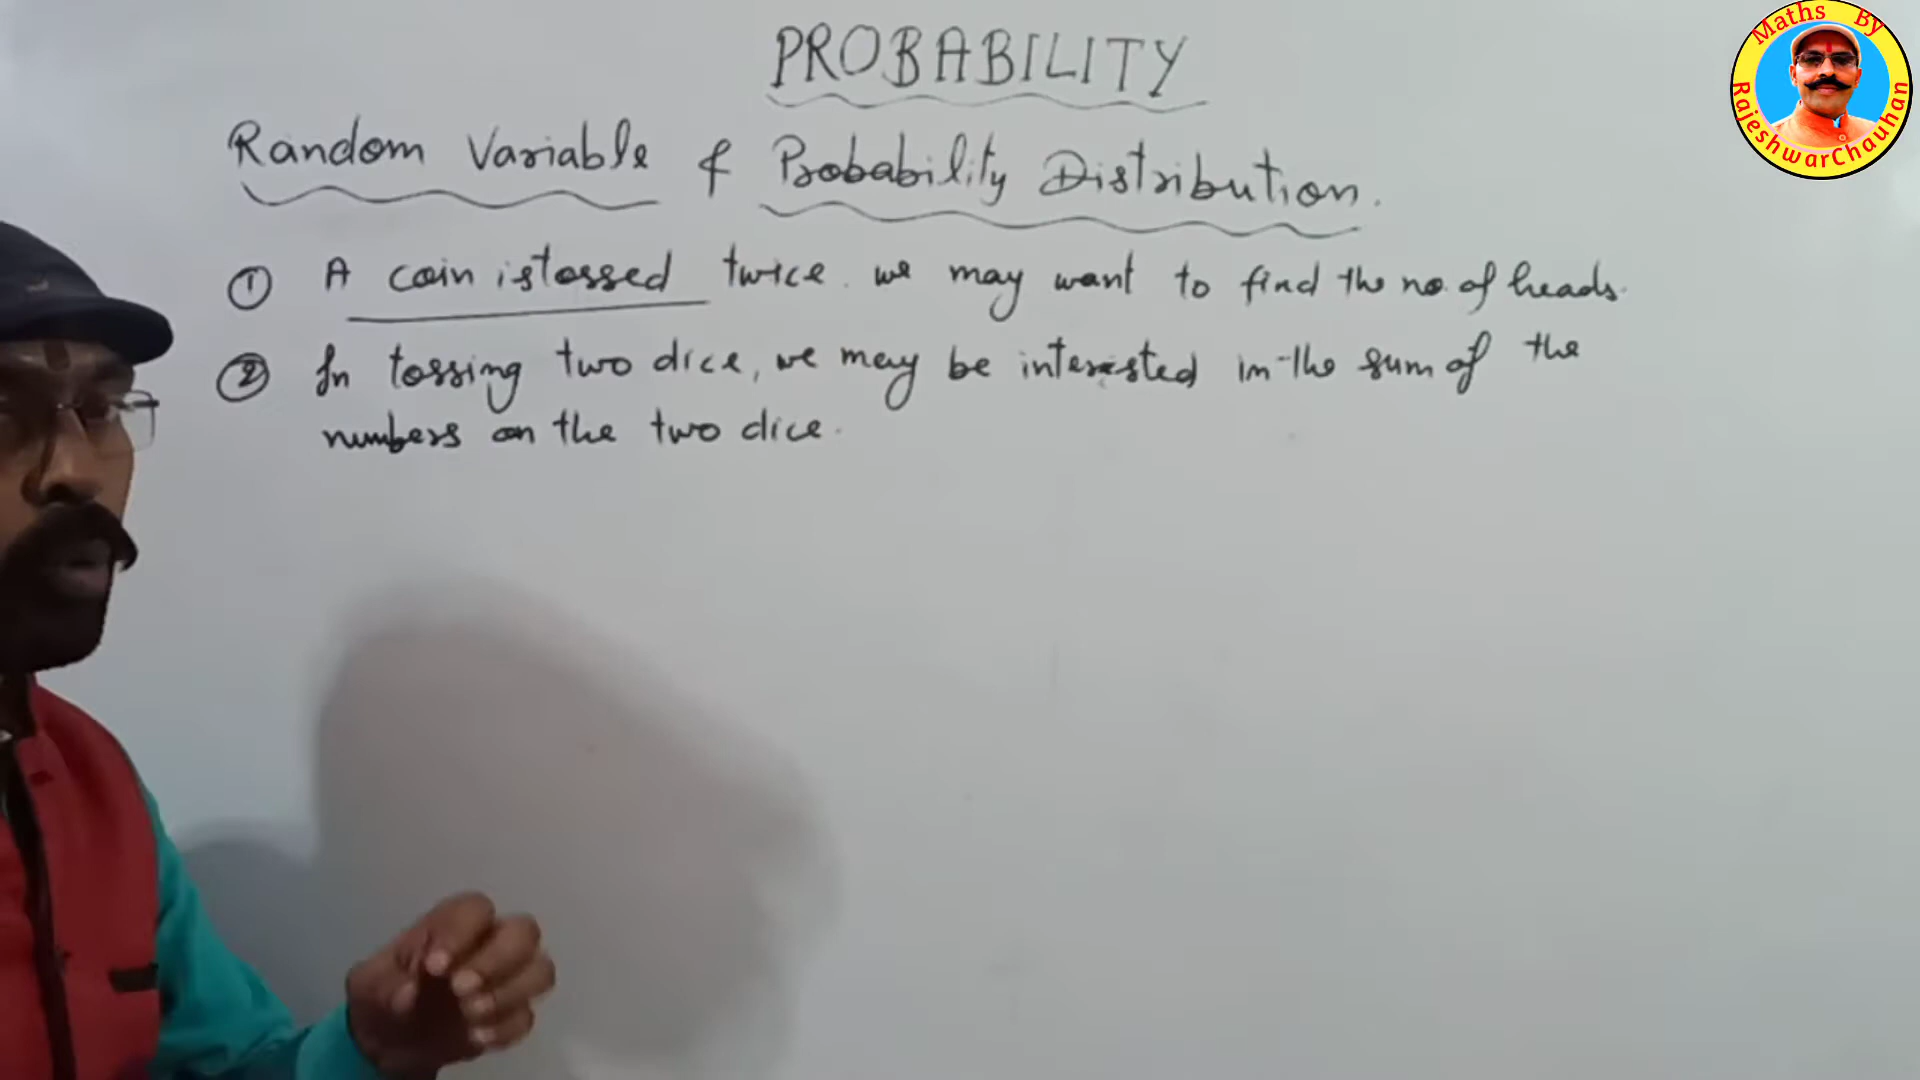 PROBABILITY
Random Variable & Probability Distribution.
① A coin is tossed twice. we may want to find the no. of heads.
② In tossing two dice, we may be interested in the sum of the
numbers on the two dice.
Maths By
RajeshwarChauhan